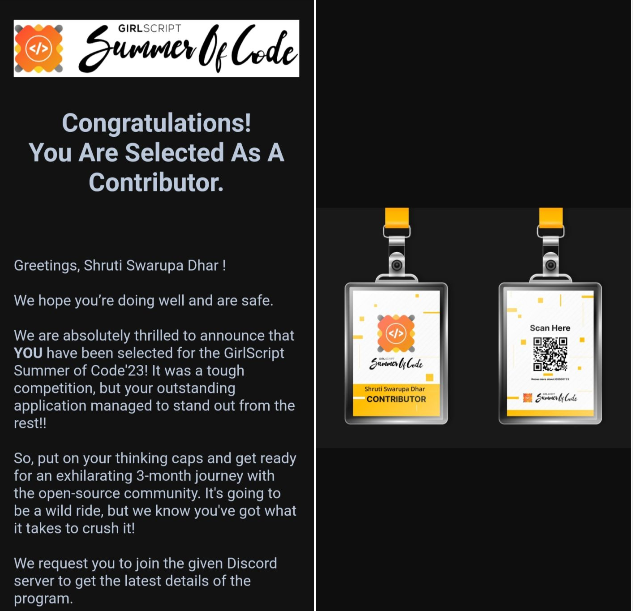 GIRLSCRIPT
Summer Of Code
Congratulations!
You Are Selected As A
Contributor.
Greetings, Shruti Swarupa Dhar !
We hope you're doing well and are safe.
We are absolutely thrilled to announce that
YOU have been selected for the GirlScript
Summer of Code'23! It was a tough
competition, but your outstanding
application managed to stand out from the
rest!!
So, put on your thinking caps and get ready
for an exhilarating 3-month journey with
the open-source community. It's going to
be a wild ride, but we know you've got what
it takes to crush it!
We request you to join the given Discord
server to get the latest details of the
program.
GIRLSCRIPT
Summer Of Code
Shruti Swarupa Dhar
CONTRIBUTOR
Scan Here
Summer Of Code